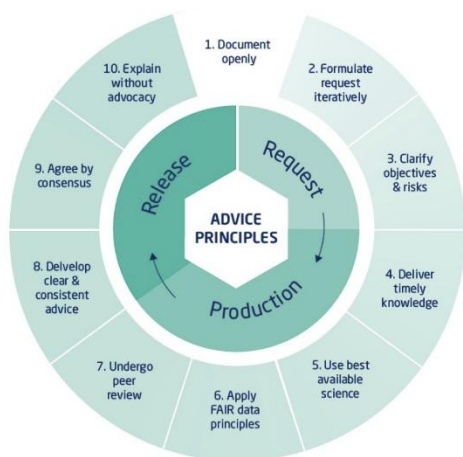 1. Document
openly
2. Formulate
request
iteratively
3. Clarify
objectives
& risks
4. Deliver
timely
knowledge
5. Use best
available
science
6. Apply
FAIR data
principles
7. Undergo
peer
review
8. Delvelop
clear &
consistent
advice
9. Agree by
consensus
10. Explain
without
advocacy
Request
Production
Release
ADVICE
PRINCIPLES